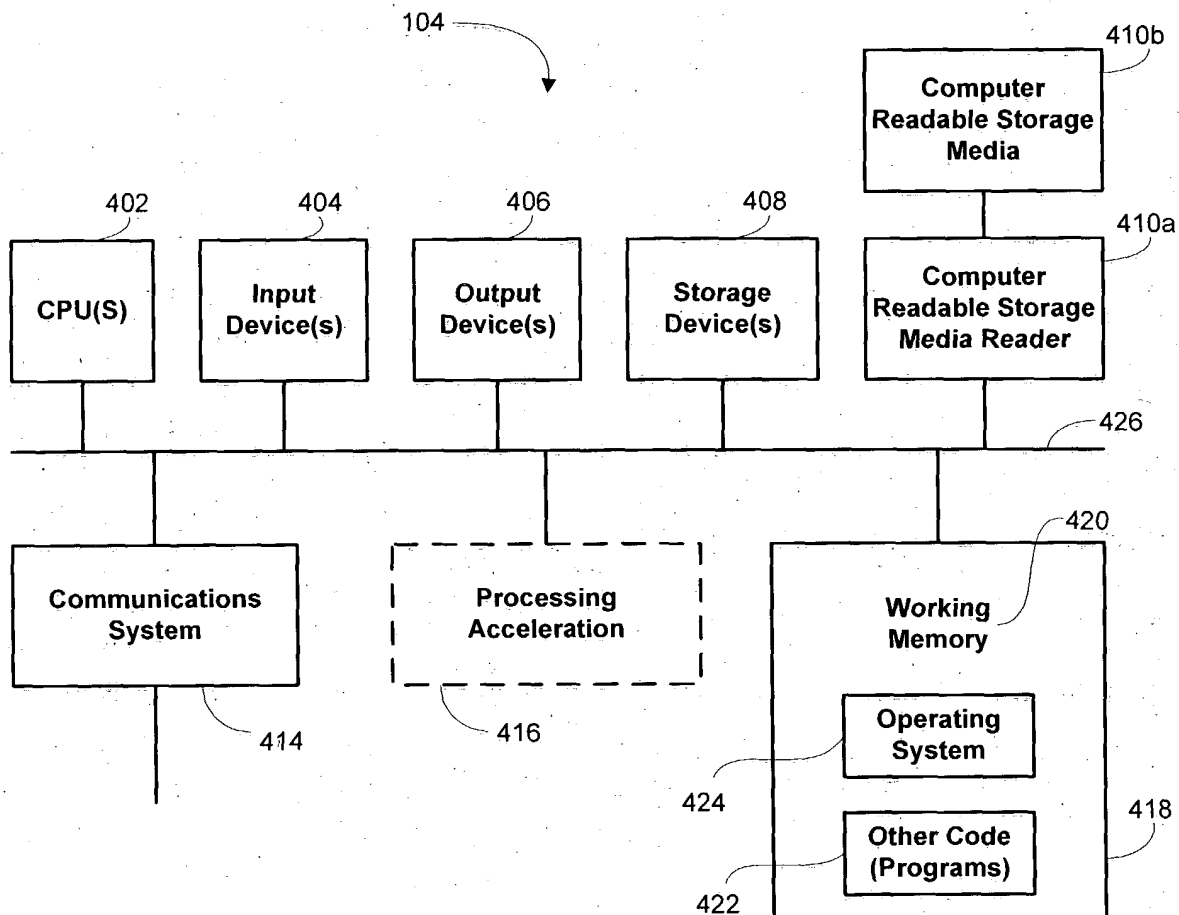 104
410b
Computer
Readable Storage
Media
402
404
406
408
410a
CPU(S)
Input
Device(s)
Output
Device(s)
Storage
Device(s)
Computer
Readable Storage
Media Reader
426
Communications
System
414
Processing
Acceleration
416
420
Working
Memory
Operating
System
424
418
Other Code
(Programs)
422